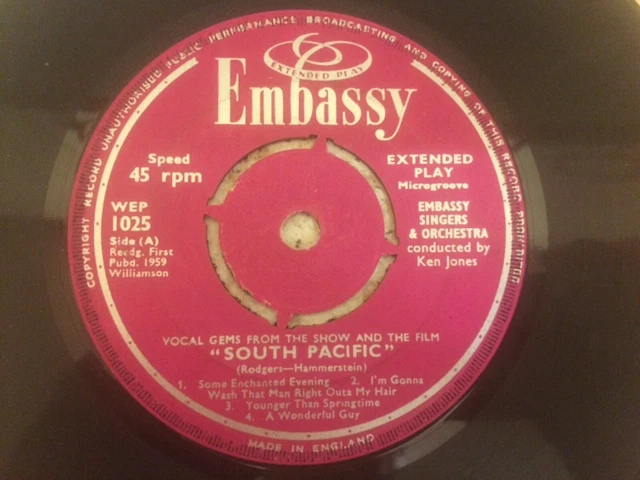 COPYRIGHT RECORD UNAUTHORISED PUBLIC PERFORMANCE BROADCASTING AND COPYING OF THIS RECORD PROHIBITED
EXTENDED PLAY
Embassy
Speed
45 rpm
EXTENDED
PLAY
Microgroove
WEP
1025
Side (A)
Recdg. First
Pubd. 1959
Williamson
EMBASSY
SINGERS
& ORCHESTRA
conducted by
Ken Jones
VOCAL GEMS FROM THE SHOW AND THE FILM
"SOUTH PACIFIC"
(Rodgers—Hammerstein)
1. Some Enchanted Evening 2. I'm Gonna
Wash That Man Right Outa My Hair
3. Younger Than Springtime
4. A Wonderful Guy
MADE IN ENGLAND